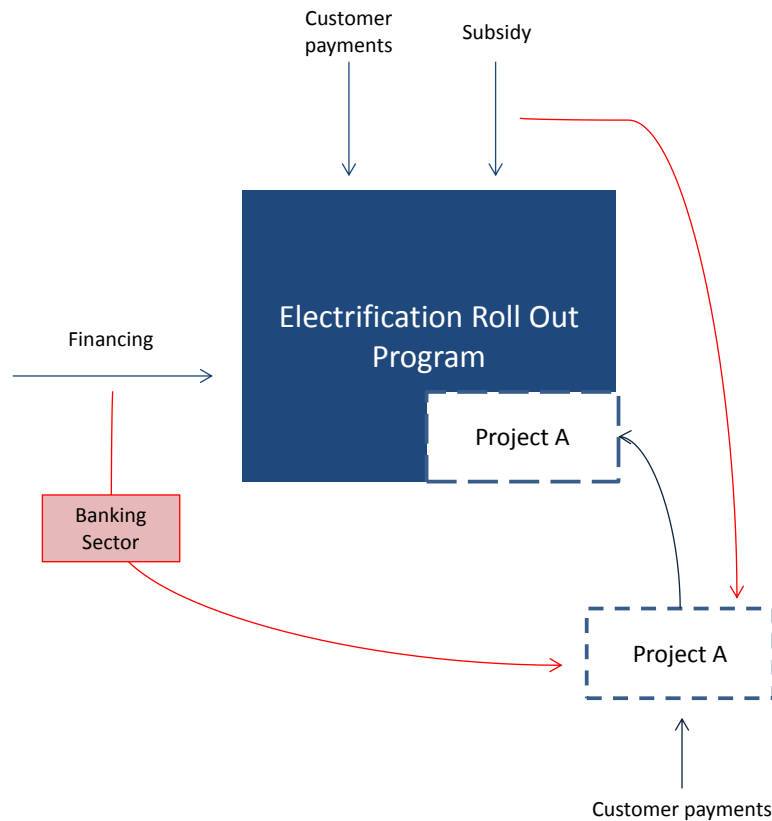 Customer
payments
Subsidy
Electrification Roll Out
Program
Financing
Project A
Banking
Sector
Project A
Customer payments